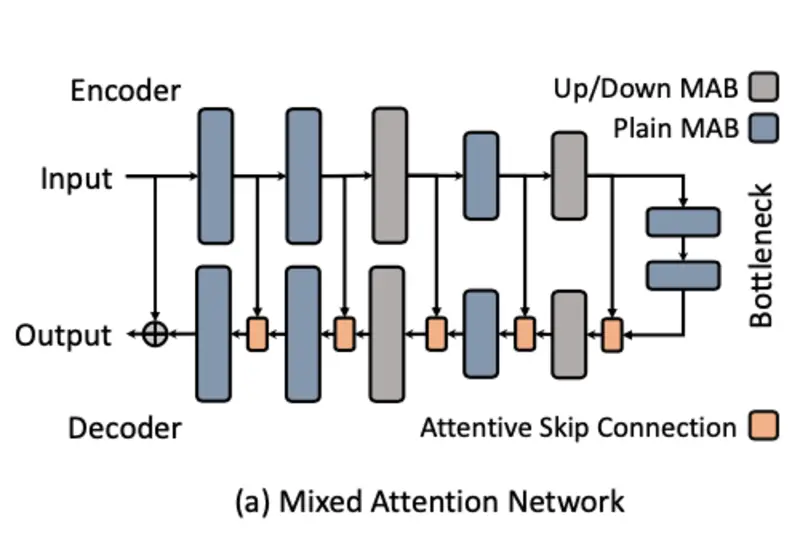 Encoder
Up/Down MAB
Plain MAB
Input
Bottleneck
Output
Decoder
Attentive Skip Connection
(a) Mixed Attention Network